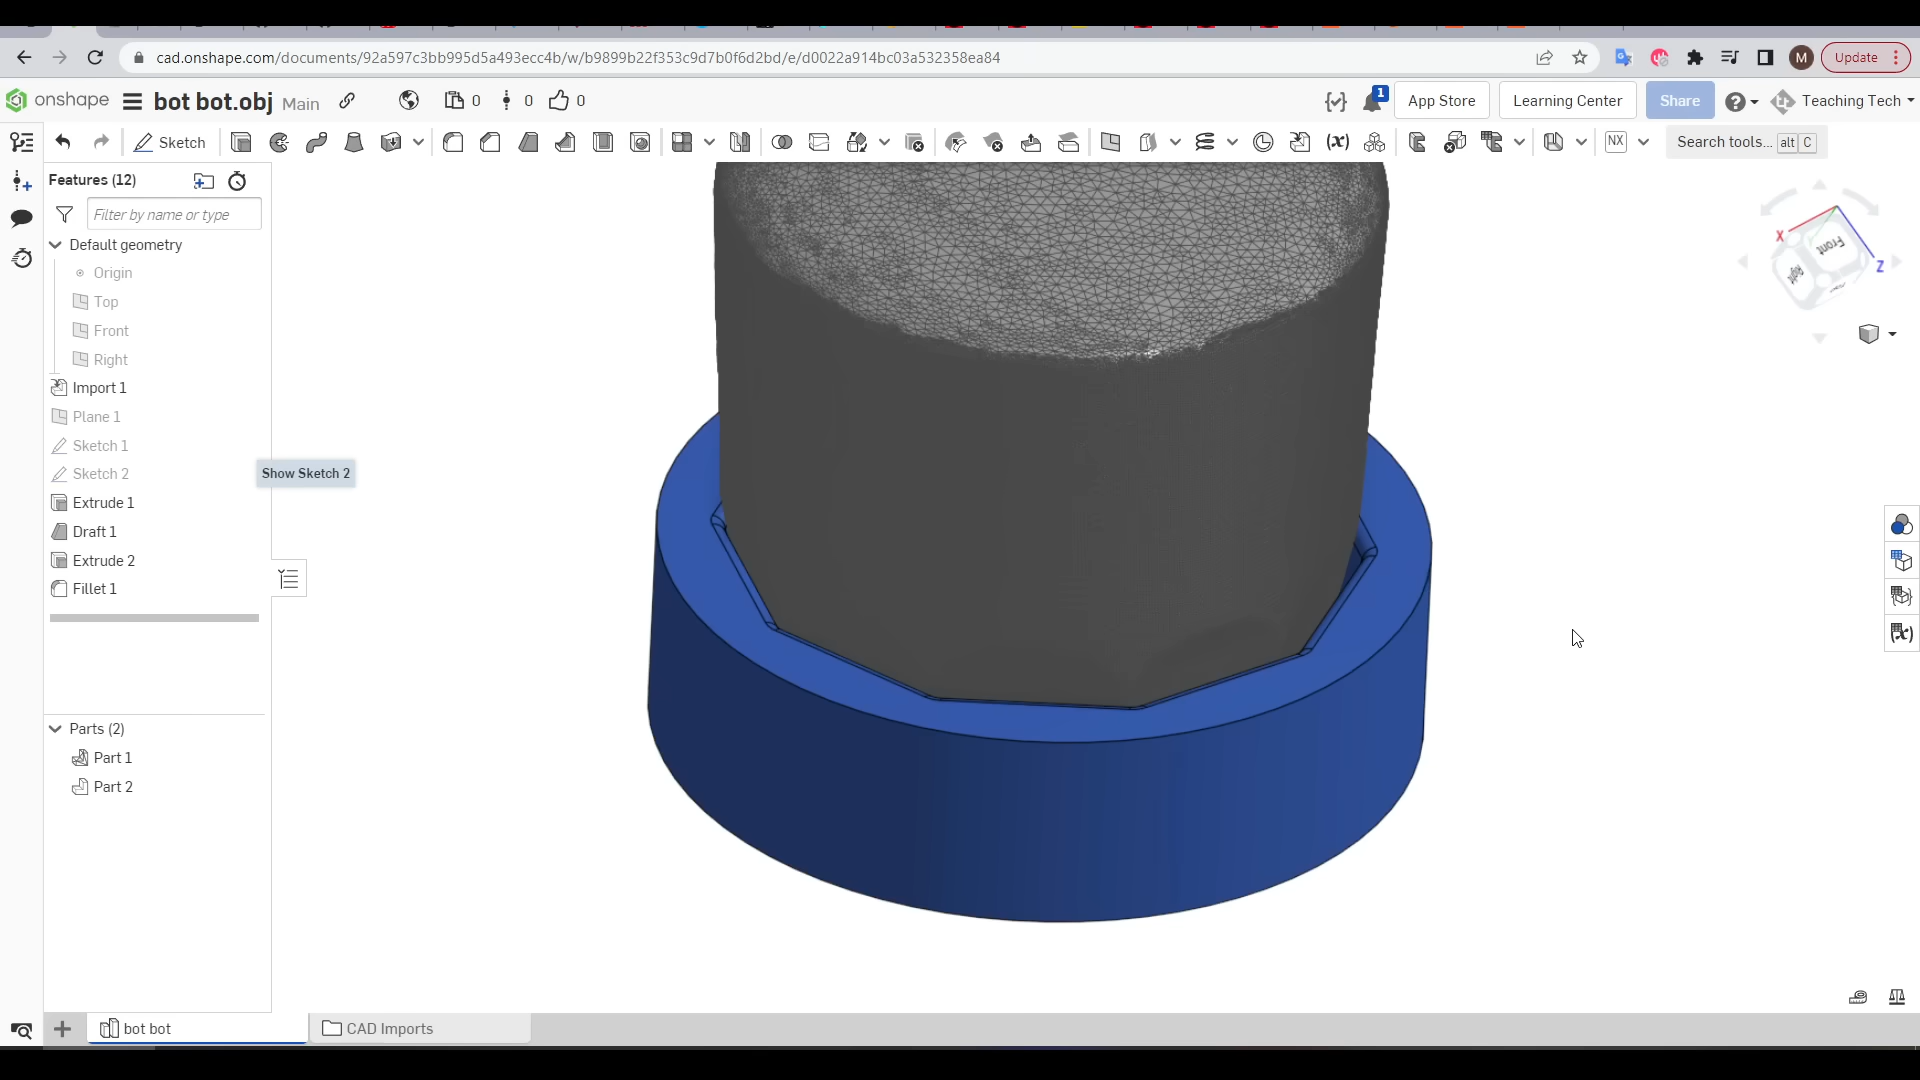 cad.onshape.com/documents/92a597c3bb995d5a493ecc4b/w/b9899b22f353c9d7b0f6d2bd/e/d0022a914bc03a532358ea84
M
Update
onshape
bot bot.obj
Main
0
0
0
1
App Store
Learning Center
Share
Teaching Tech
Sketch
(x)
NX
Search tools...
alt
C
Features (12)
Filter by name or type
Default geometry
Origin
Top
Front
Right
Import 1
Plane 1
Sketch 1
Sketch 2
Show Sketch 2
Extrude 1
Draft 1
Extrude 2
Fillet 1
Parts (2)
Part 1
Part 2
X
Front
Right
Z
(x)
bot bot
CAD Imports